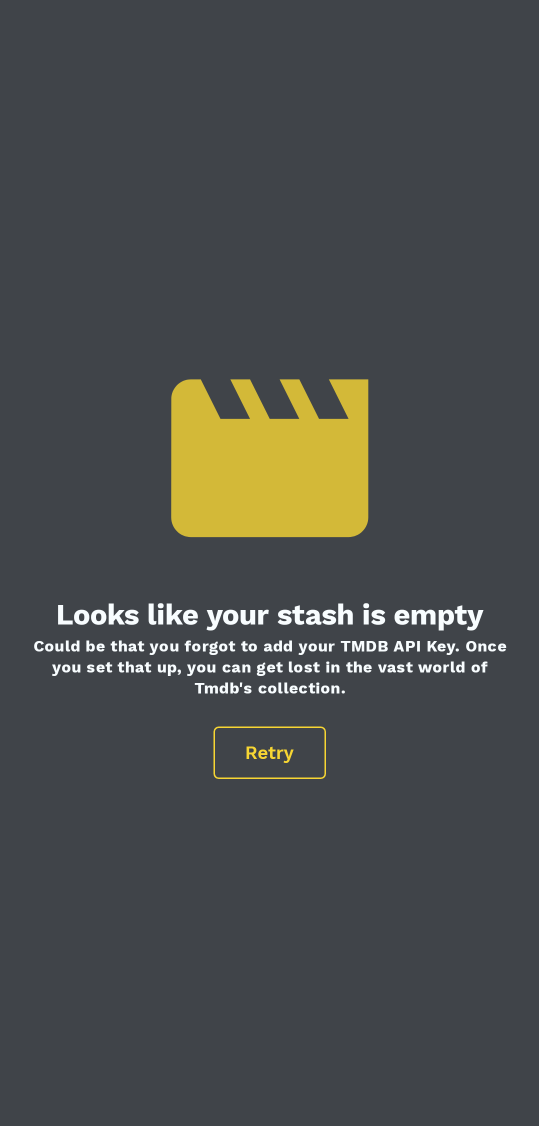 Looks like your stash is empty
Could be that you forgot to add your TMDB API Key. Once
you set that up, you can get lost in the vast world of
Tmdb's collection.
Retry